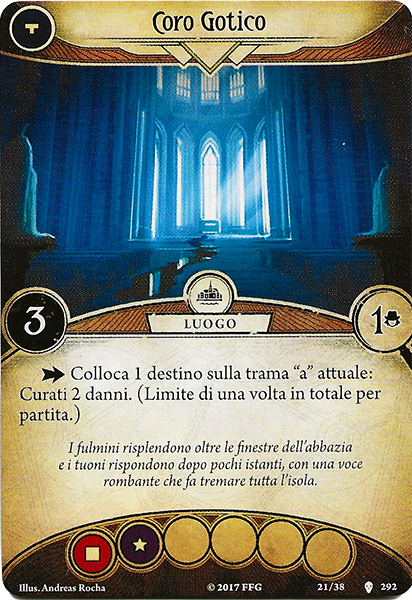 Coro Gotico
3
LUOGO
1
Colloca 1 destino sulla trama “a” attuale:
Curati 2 danni. (Limite di una volta in totale per
partita.)
I fulmini risplendono oltre le finestre dell’abbazia
e i tuoni rispondono dopo pochi istanti, con una voce
rombante che fa tremare tutta l’isola.
Illus. Andreas Rocha © 2017 FFG 21/38 292